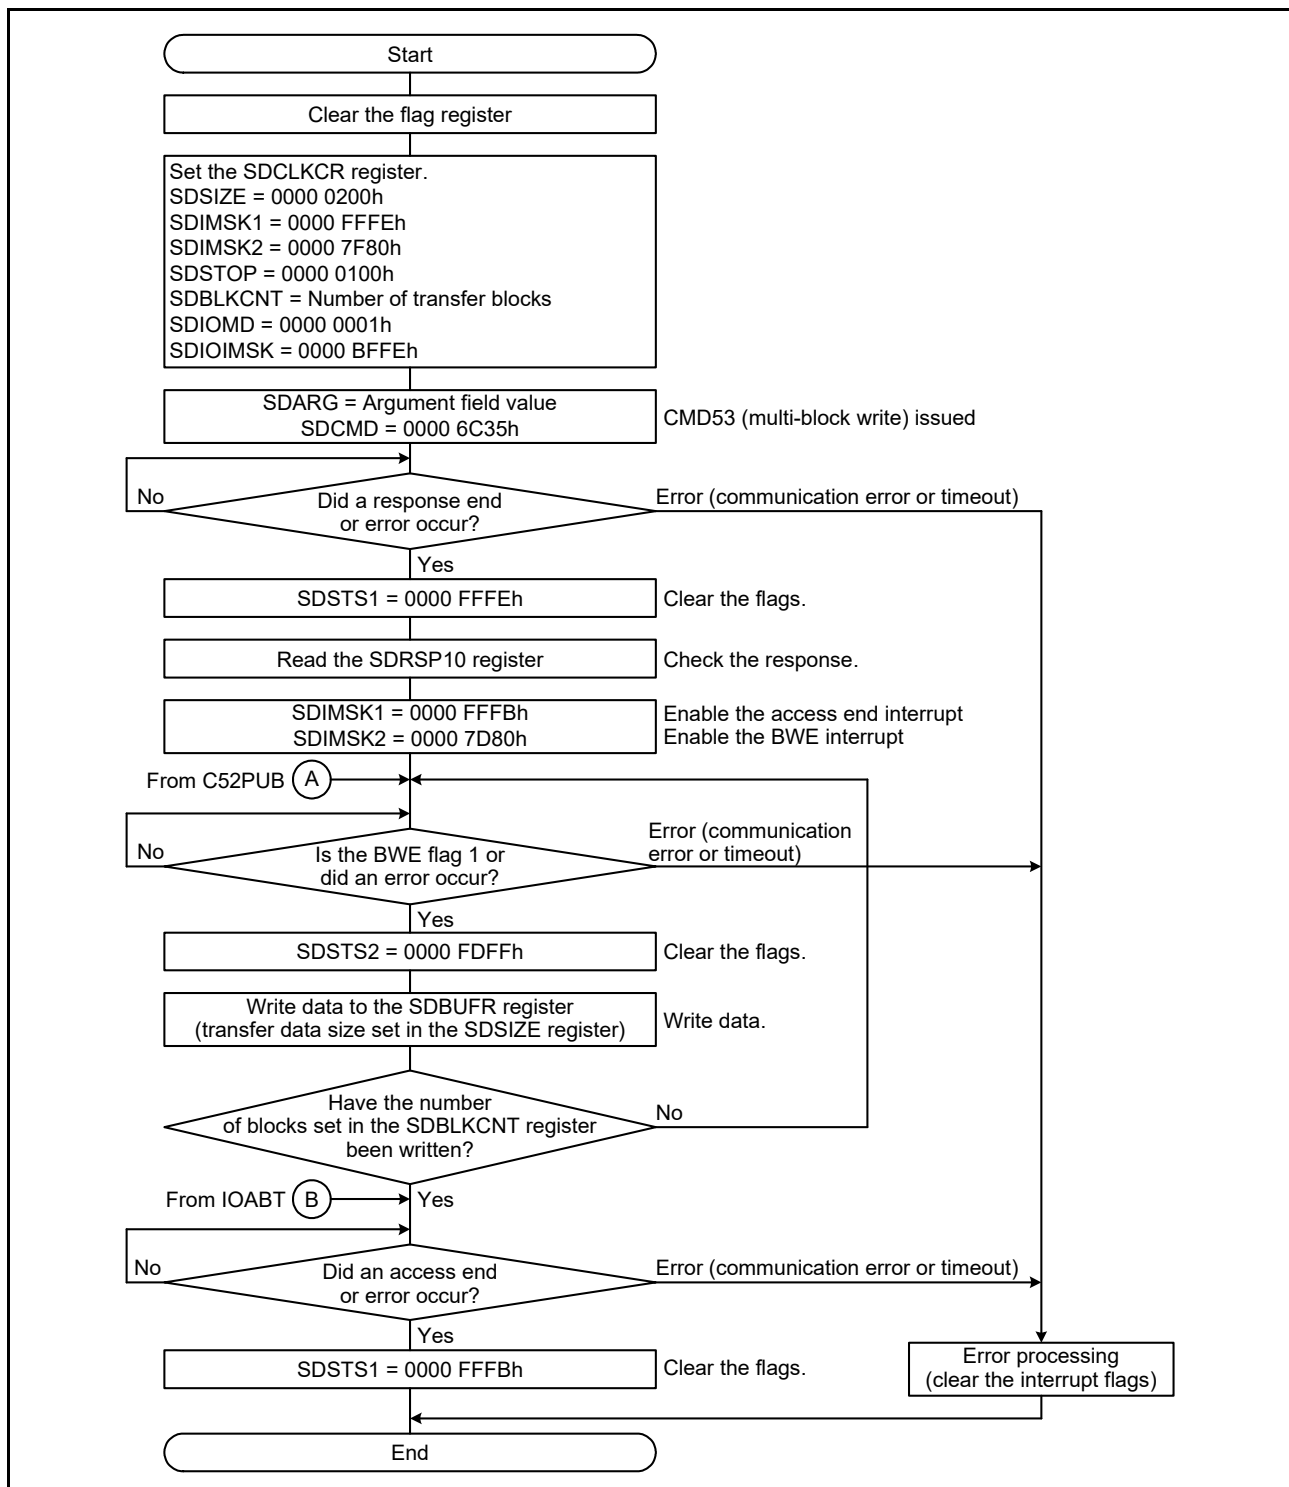 Start
Clear the flag register
Set the SDCLKCR register.
SDSIZE = 0000 0200h
SDIMSK1 = 0000 FFFEh
SDIMSK2 = 0000 7F80h
SDSTOP = 0000 0100h
SDBLKCNT = Number of transfer blocks
SDIOMD = 0000 0001h
SDIOIMSK = 0000 BFFEh
SDARG = Argument field value
SDCMD = 0000 6C35h
CMD53 (multi-block write) issued
No
Did a response end
or error occur?
Error (communication error or timeout)
Yes
SDSTS1 = 0000 FFFEh
Clear the flags.
Read the SDRSP10 register
Check the response.
SDIMSK1 = 0000 FFFBh
SDIMSK2 = 0000 7D80h
Enable the access end interrupt
Enable the BWE interrupt
From C52PUB A
No
Is the BWE flag 1 or
did an error occur?
Error (communication
error or timeout)
Yes
SDSTS2 = 0000 FDFFh
Clear the flags.
Write data to the SDBUFR register
(transfer data size set in the SDSIZE register)
Write data.
Have the number
of blocks set in the SDBLKCNT register
been written?
No
From IOABT B
Yes
No
Did an access end
or error occur?
Error (communication error or timeout)
Yes
SDSTS1 = 0000 FFFBh
Clear the flags.
Error processing
(clear the interrupt flags)
End